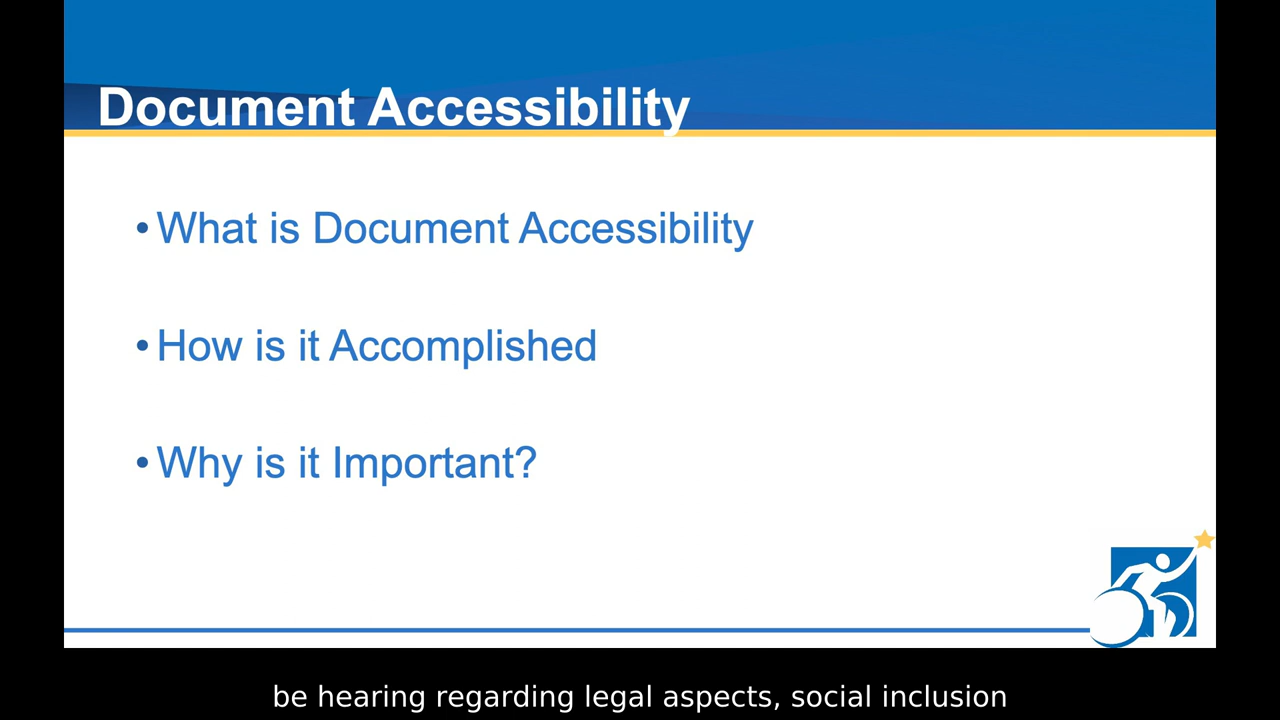 Document Accessibility
• What is Document Accessibility
• How is it Accomplished
• Why is it Important?
be hearing regarding legal aspects, social inclusion